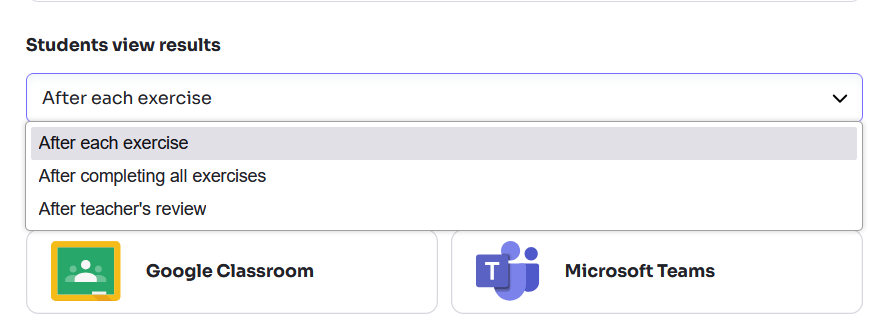 Students view results
After each exercise
After each exercise
After completing all exercises
After teacher's review
Google Classroom
T
Microsoft Teams